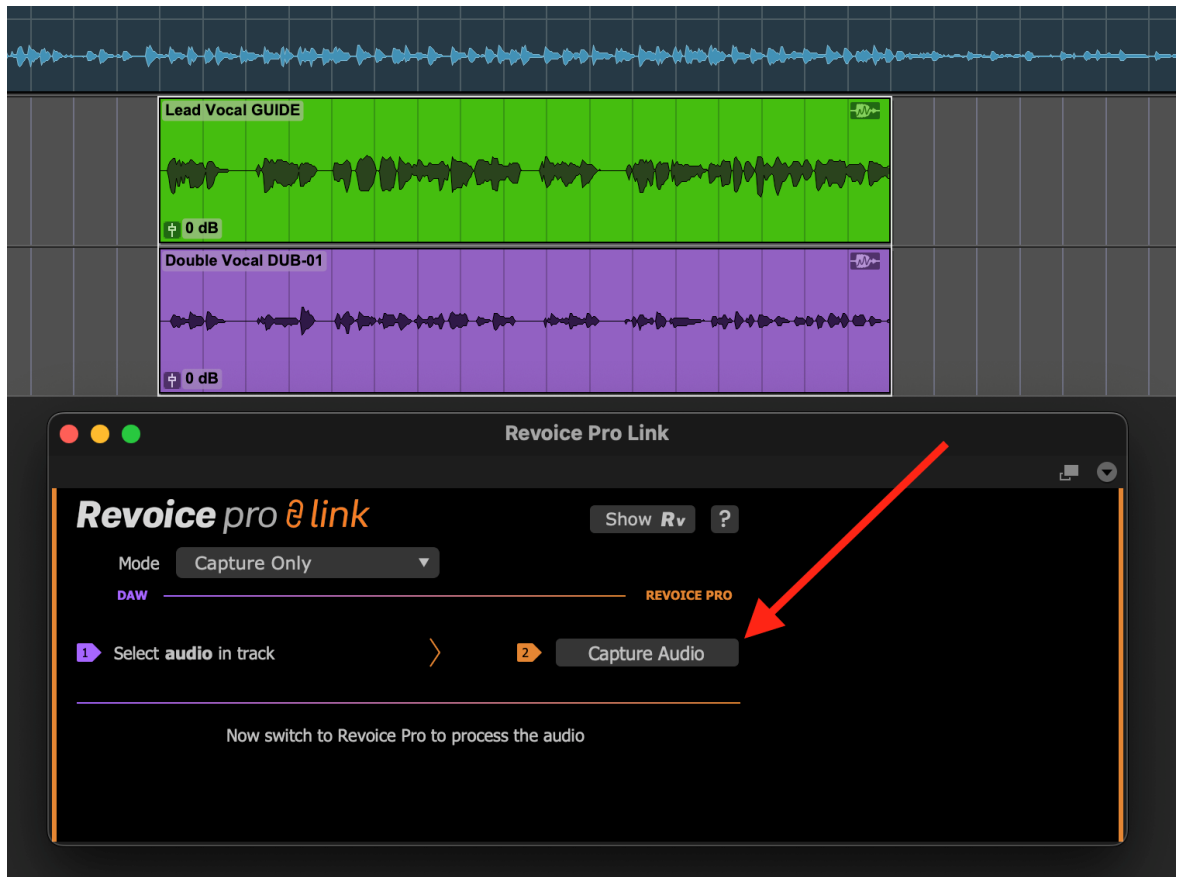 Lead Vocal GUIDE
0 dB
Double Vocal DUB-01
0 dB
Revoice Pro Link
Revoice pro link
Show Rv ?
Mode Capture Only
DAW REVOICE PRO
1 Select audio in track 2 Capture Audio
Now switch to Revoice Pro to process the audio